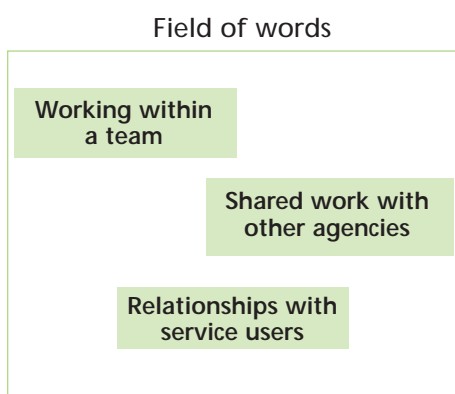 Field of words
Working within
a team
Shared work with
other agencies
Relationships with
service users